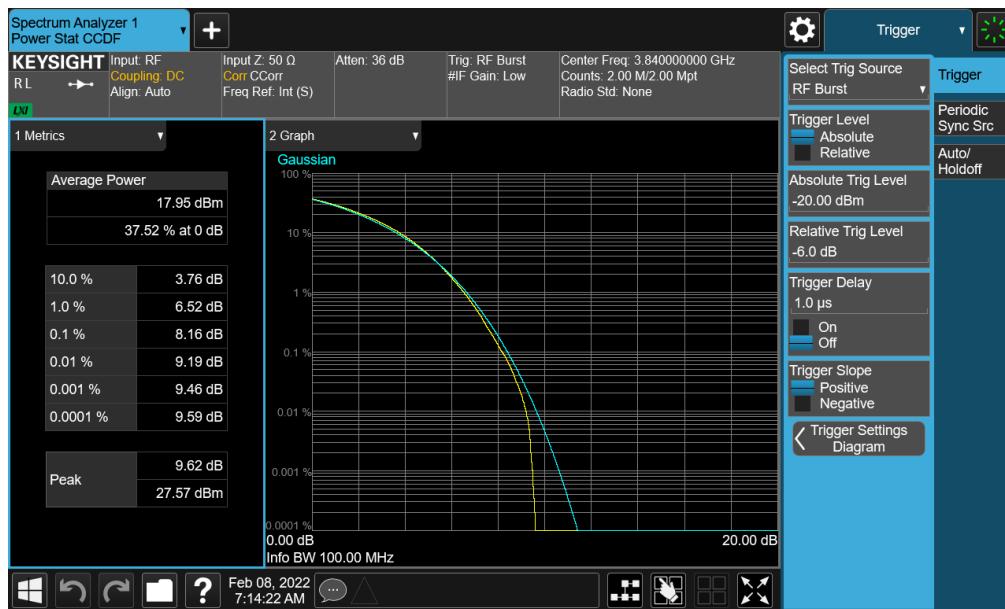 Spectrum Analyzer 1
Power Stat CCDF
Trigger
KEYSIGHT
R L
LXI
Input: RF
Coupling: DC
Align: Auto
Input Z: 50 Ω
Corr CCorr
Freq Ref: Int (S)
Atten: 36 dB
Trig: RF Burst
#IF Gain: Low
Center Freq: 3.840000000 GHz
Counts: 2.00 M/2.00 Mpt
Radio Std: None
1 Metrics
Average Power
17.95 dBm
37.52 % at 0 dB
10.0 % 3.76 dB
1.0 % 6.52 dB
0.1 % 8.16 dB
0.01 % 9.19 dB
0.001 % 9.46 dB
0.0001 % 9.59 dB
Peak
9.62 dB
27.57 dBm
2 Graph
Gaussian
100 %
10 %
1 %
0.1 %
0.01 %
0.001 %
0.0001 %
0.00 dB 20.00 dB
Info BW 100.00 MHz
Select Trig Source
RF Burst
Trigger Level
Absolute
Relative
Absolute Trig Level
-20.00 dBm
Relative Trig Level
-6.0 dB
Trigger Delay
1.0 µs
On
Off
Trigger Slope
Positive
Negative
Trigger Settings
Diagram
Trigger
Periodic
Sync Src
Auto/
Holdoff
?
Feb 08, 2022
7:14:22 AM